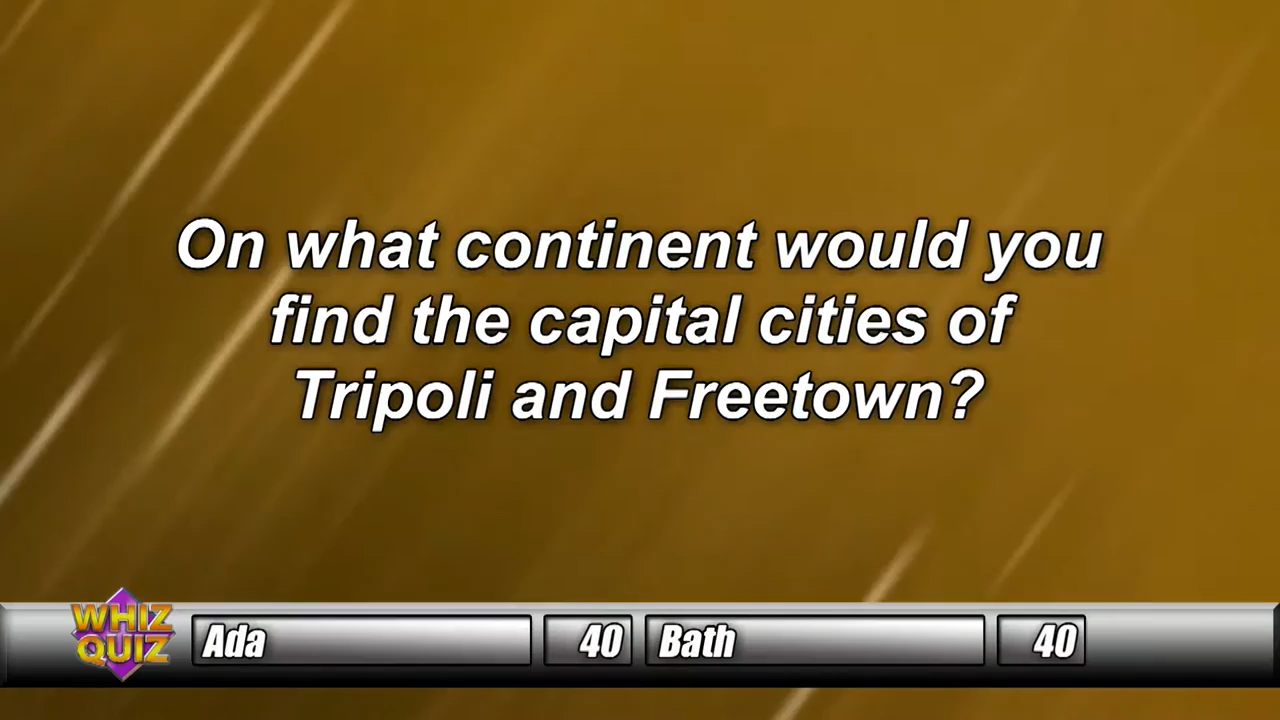 On what continent would you
find the capital cities of
Tripoli and Freetown?
WHIZ
QUIZ
Ada
40
Bath
40